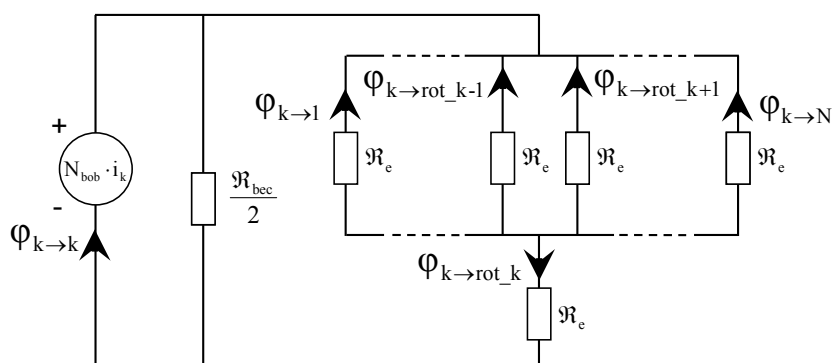 φk→1
φk→rot_k-1
φk→rot_k+1
φk→N
+
Nbob · ik
-
φk→k
ℜbec
2
ℜe
ℜe
ℜe
ℜe
φk→rot_k
ℜe